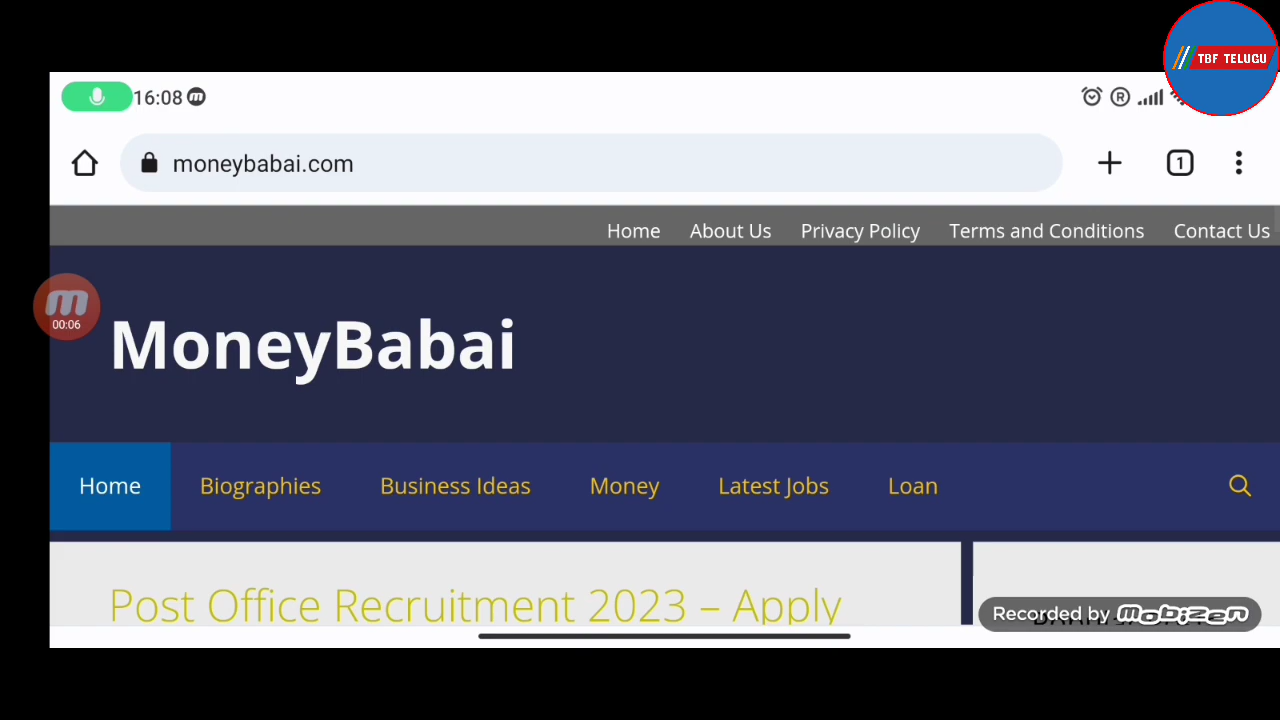 TBF TELUGU
16:08
moneybabai.com
1
Home About Us Privacy Policy Terms and Conditions Contact Us
00:06
MoneyBabai
Home Biographies Business Ideas Money Latest Jobs Loan
Post Office Recruitment 2023 – Apply
Recorded by mobizen